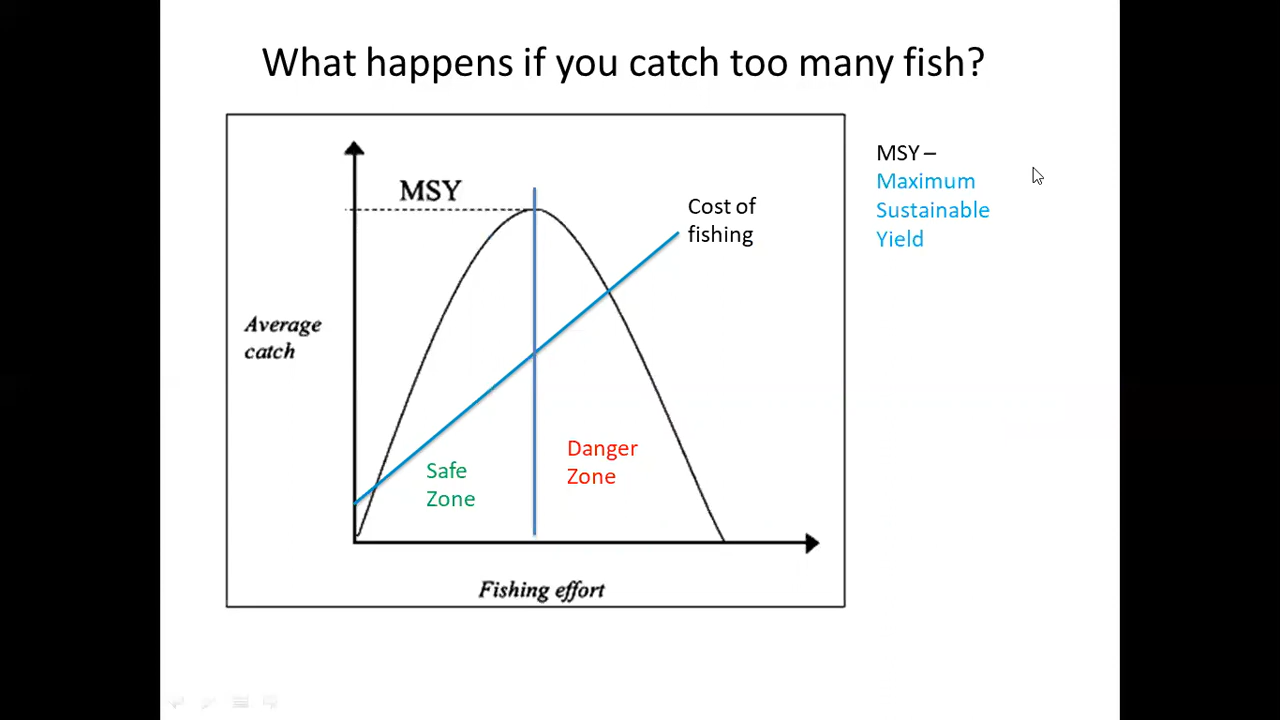 What happens if you catch too many fish?
MSY
Average
catch
Cost of
fishing
Safe
Zone
Danger
Zone
Fishing effort
MSY –
Maximum
Sustainable
Yield